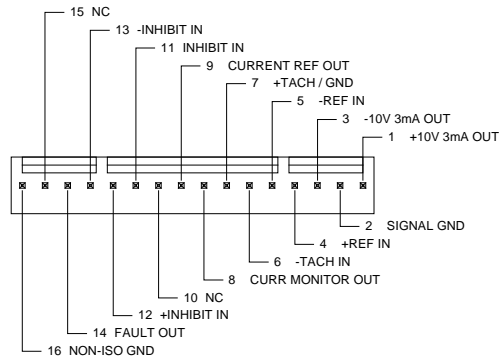 15 NC
13 -INHIBIT IN
11 INHIBIT IN
9 CURRENT REF OUT
7 +TACH / GND
5 -REF IN
3 -10V 3mA OUT
1 +10V 3mA OUT
2 SIGNAL GND
4 +REF IN
6 -TACH IN
8 CURR MONITOR OUT
10 NC
12 +INHIBIT IN
14 FAULT OUT
16 NON-ISO GND